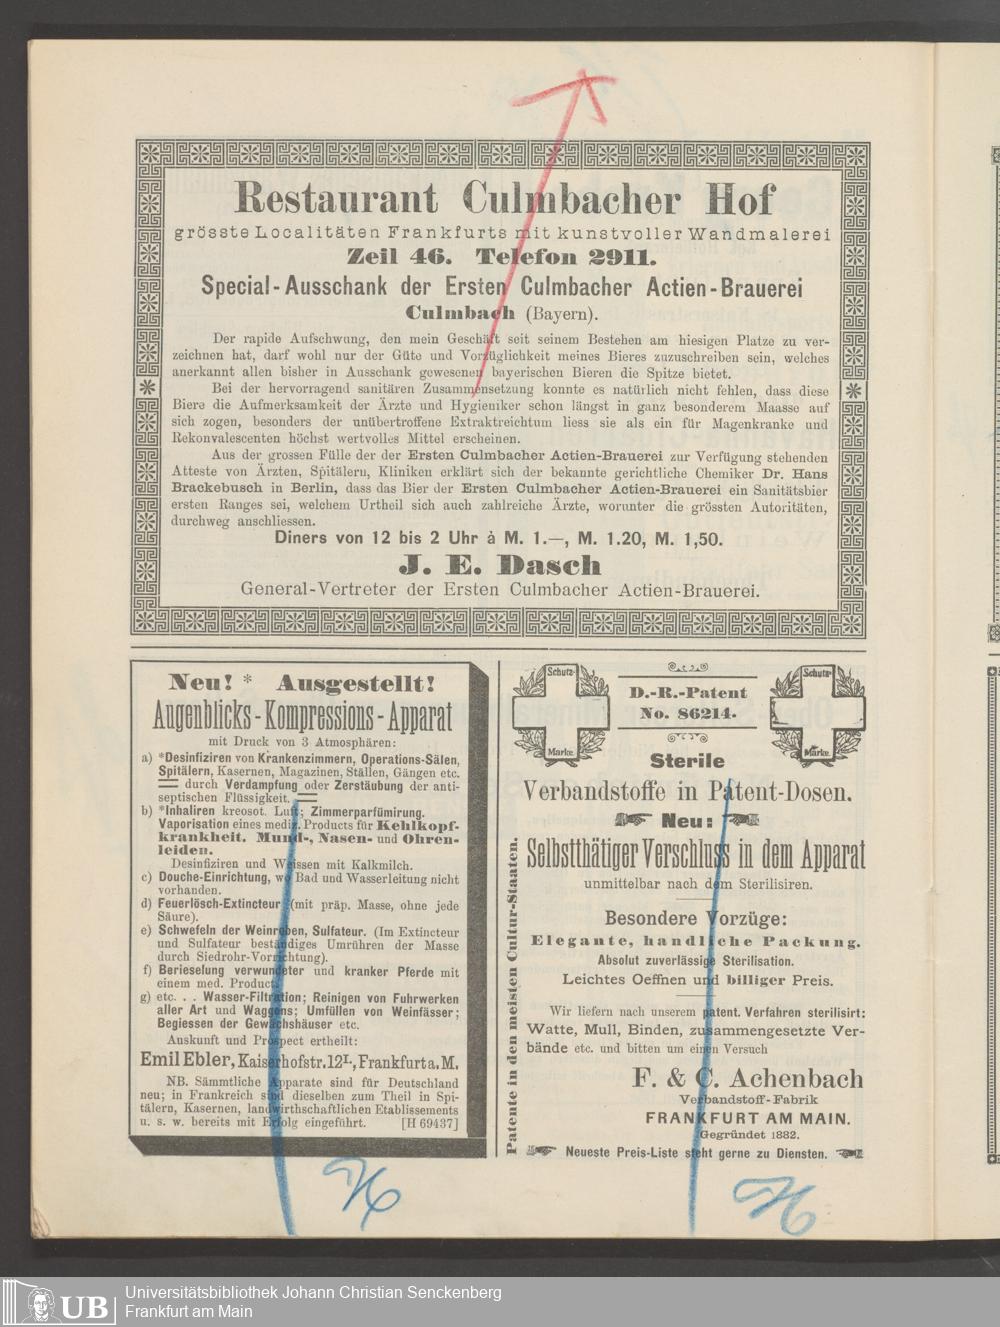 Restaurant Culmbacher Hof
grösste Localitäten Frankfurts mit kunstvoller Wandmalerei
Zeil 46. Telefon 2911.
Special-Ausschank der Ersten Culmbacher Actien-Brauerei
Culmbach (Bayern).
Der rapide Aufschwung, den mein Geschäft seit seinem Bestehen am hiesigen Platze zu ver-
zeichnen hat, darf wohl nur der Güte und Vorzüglichkeit meines Bieres zuzuschreiben sein, welches
anerkannt allen bisher in Ausschank gewesenen bayerischen Bieren die Spitze bietet.
Bei der hervorragend sanitären Zusammensetzung konnte es natürlich nicht fehlen, dass diese
Biere die Aufmerksamkeit der Ärzte und Hygieniker schon längst in ganz besonderem Maasse auf
sich zogen, besonders der unübertroffene Extraktreichtum liess sie als ein für Magenkranke und
Rekonvalescenten höchst wertvolles Mittel erscheinen.
Aus der grossen Fülle der der Ersten Culmbacher Actien-Brauerei zur Verfügung stehenden
Atteste von Ärzten, Spitälern, Kliniken erklärt sich der bekannte gerichtliche Chemiker Dr. Hans
Brackebusch in Berlin, dass das Bier der Ersten Culmbacher Actien-Brauerei ein Sanitätsbier
ersten Ranges sei, welchem Urtheil sich auch zahlreiche Ärzte, worunter die grössten Autoritäten,
durchweg anschliessen.
Diners von 12 bis 2 Uhr à M. 1.—, M. 1.20, M. 1,50.
J. E. Dasch
General-Vertreter der Ersten Culmbacher Actien-Brauerei.
Neu! * Ausgestellt!
Augenblicks-Kompressions-Apparat
mit Druck von 3 Atmosphären:
a) *Desinfiziren von Krankenzimmern, Operations-Sälen,
Spitälern, Kasernen, Magazinen, Ställen, Gängen etc.
durch Verdampfung oder Zerstäubung der anti-
septischen Flüssigkeit.
b) *Inhaliren kreosot. Luft; Zimmerparfümirung.
Vaporisation eines mediz. Products für Kehlkopf-
krankheit. Mund-, Nasen- und Ohren-
leiden.
Desinfiziren und Weissen mit Kalkmilch.
c) Douche-Einrichtung, wo Bad und Wasserleitung nicht
vorhanden.
d) Feuerlösch-Extincteur (mit präp. Masse, ohne jede
Säure).
e) Schwefeln der Weinreben, Sulfateur. (Im Extincteur
und Sulfateur beständiges Umrühren der Masse
durch Siedrohr-Vorrichtung).
f) Berieselung verwundeter und kranker Pferde mit
einem med. Product.
g) etc. . . Wasser-Filtration; Reinigen von Fuhrwerken
aller Art und Waggons; Umfüllen von Weinfässer;
Begiessen der Gewächshäuser etc.
Auskunft und Prospect ertheilt:
Emil Ebler, Kaiserhofstr. 12 I., Frankfurt a. M.
NB. Sämmtliche Apparate sind für Deutschland
neu; in Frankreich sind dieselben zum Theil in Spi-
tälern, Kasernen, landwirthschaftlichen Etablissements
u. s. w. bereits mit Erfolg eingeführt. [H 69437]
Patente in den meisten Cultur-Staaten.
Schutz-
Marke
D.-R.-Patent
No. 86214.
Schutz-
Marke
Sterile
Verbandstoffe in Patent-Dosen.
Neu:
Selbstthätiger Verschluss in dem Apparat
unmittelbar nach dem Sterilisiren.
Besondere Vorzüge:
Elegante, handliche Packung.
Absolut zuverlässige Sterilisation.
Leichtes Oeffnen und billiger Preis.
Wir liefern nach unserem patent. Verfahren sterilisirt:
Watte, Mull, Binden, zusammengesetzte Ver-
bände etc. und bitten um einen Versuch
F. & C. Achenbach
Verbandstoff-Fabrik
FRANKFURT AM MAIN.
Gegründet 1882.
Neueste Preis-Liste steht gerne zu Diensten.
UB
Universitätsbibliothek Johann Christian Senckenberg
Frankfurt am Main